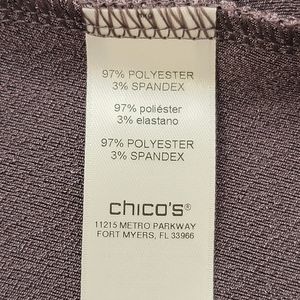 97% POLYESTER
3% SPANDEX
97% poliéster
3% elastano
97% POLYESTER
3% SPANDEX
chico's®
11215 METRO PARKWAY
FORT MYERS, FL 33966